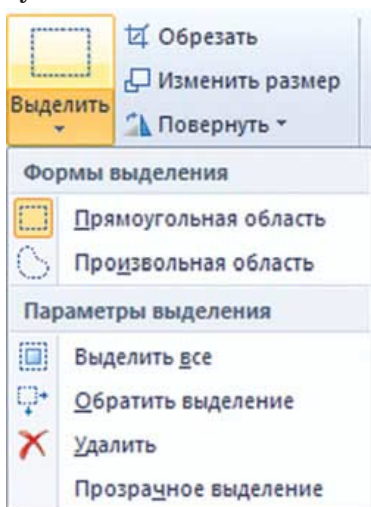 Обрезать
Изменить размер
Выделить
Повернуть
Формы выделения
Прямоугольная область
Произвольная область
Параметры выделения
Выделить все
Обратить выделение
Удалить
Прозрачное выделение